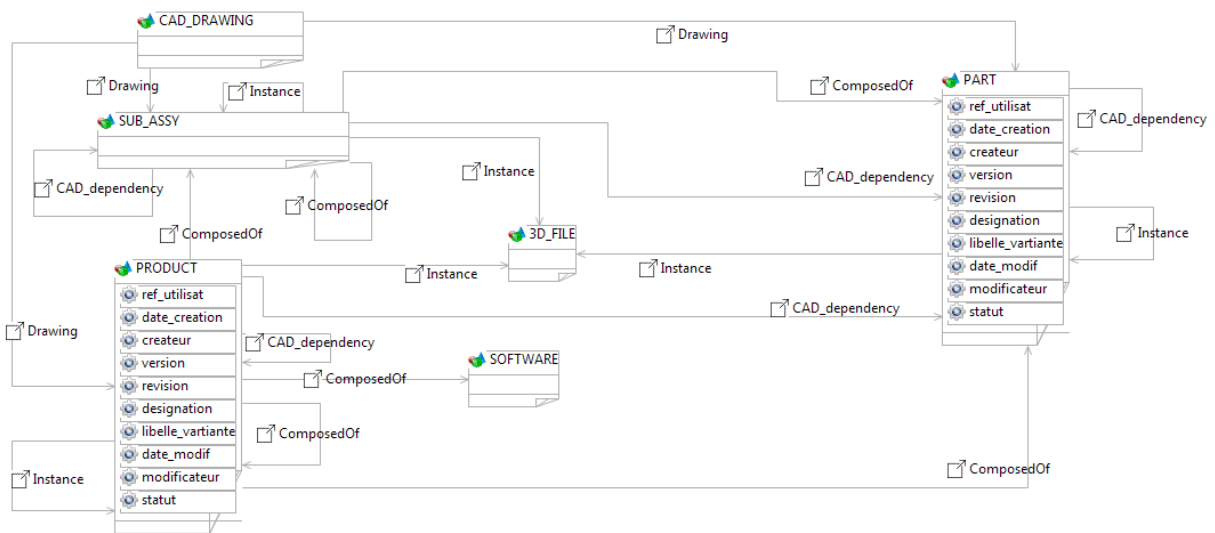 CAD_DRAWING
Drawing
Drawing
Instance
ComposedOf
PART
ref_utilisat
date_creation
createur
version
revision
designation
libelle_vartiante
date_modif
modificateur
statut
CAD_dependency
SUB_ASSY
Instance
CAD_dependency
CAD_dependency
ComposedOf
ComposedOf
3D_FILE
Instance
Instance
Instance
PRODUCT
ref_utilisat
date_creation
createur
version
revision
designation
libelle_vartiante
date_modif
modificateur
statut
CAD_dependency
Drawing
CAD_dependency
SOFTWARE
ComposedOf
ComposedOf
Instance
ComposedOf